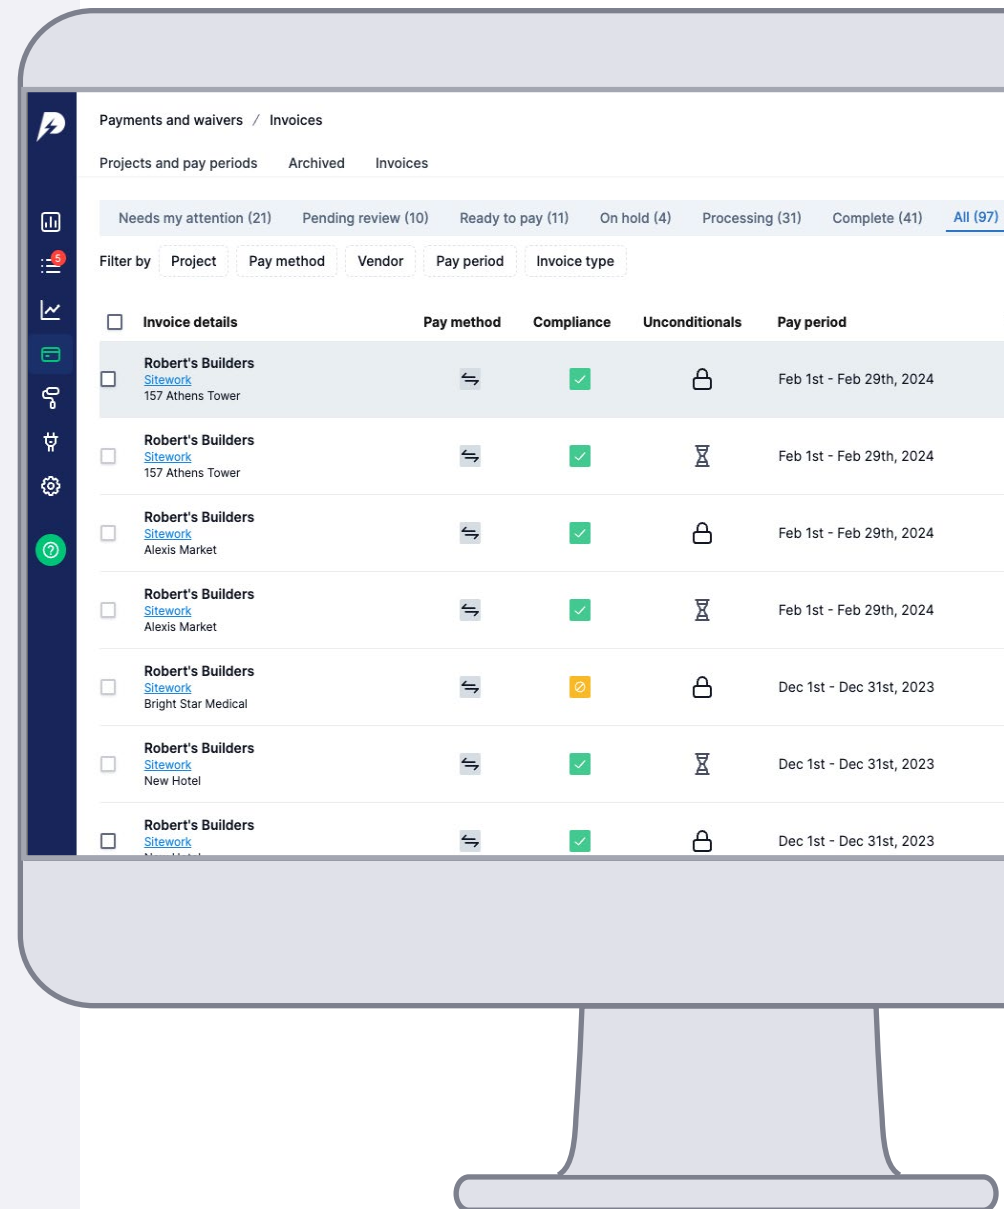 Payments and waivers / Invoices
Projects and pay periods Archived Invoices
Needs my attention (21) Pending review (10) Ready to pay (11) On hold (4) Processing (31) Complete (41) All (97)
5
Filter by Project Pay method Vendor Pay period Invoice type
Invoice details Pay method Compliance Unconditionals Pay period
Robert's Builders
Sitework
157 Athens Tower
Feb 1st - Feb 29th, 2024
Robert's Builders
Sitework
157 Athens Tower
Feb 1st - Feb 29th, 2024
Robert's Builders
Sitework
Alexis Market
Feb 1st - Feb 29th, 2024
Robert's Builders
Sitework
Alexis Market
Feb 1st - Feb 29th, 2024
Robert's Builders
Sitework
Bright Star Medical
Dec 1st - Dec 31st, 2023
Robert's Builders
Sitework
New Hotel
Dec 1st - Dec 31st, 2023
Robert's Builders
Sitework
Dec 1st - Dec 31st, 2023